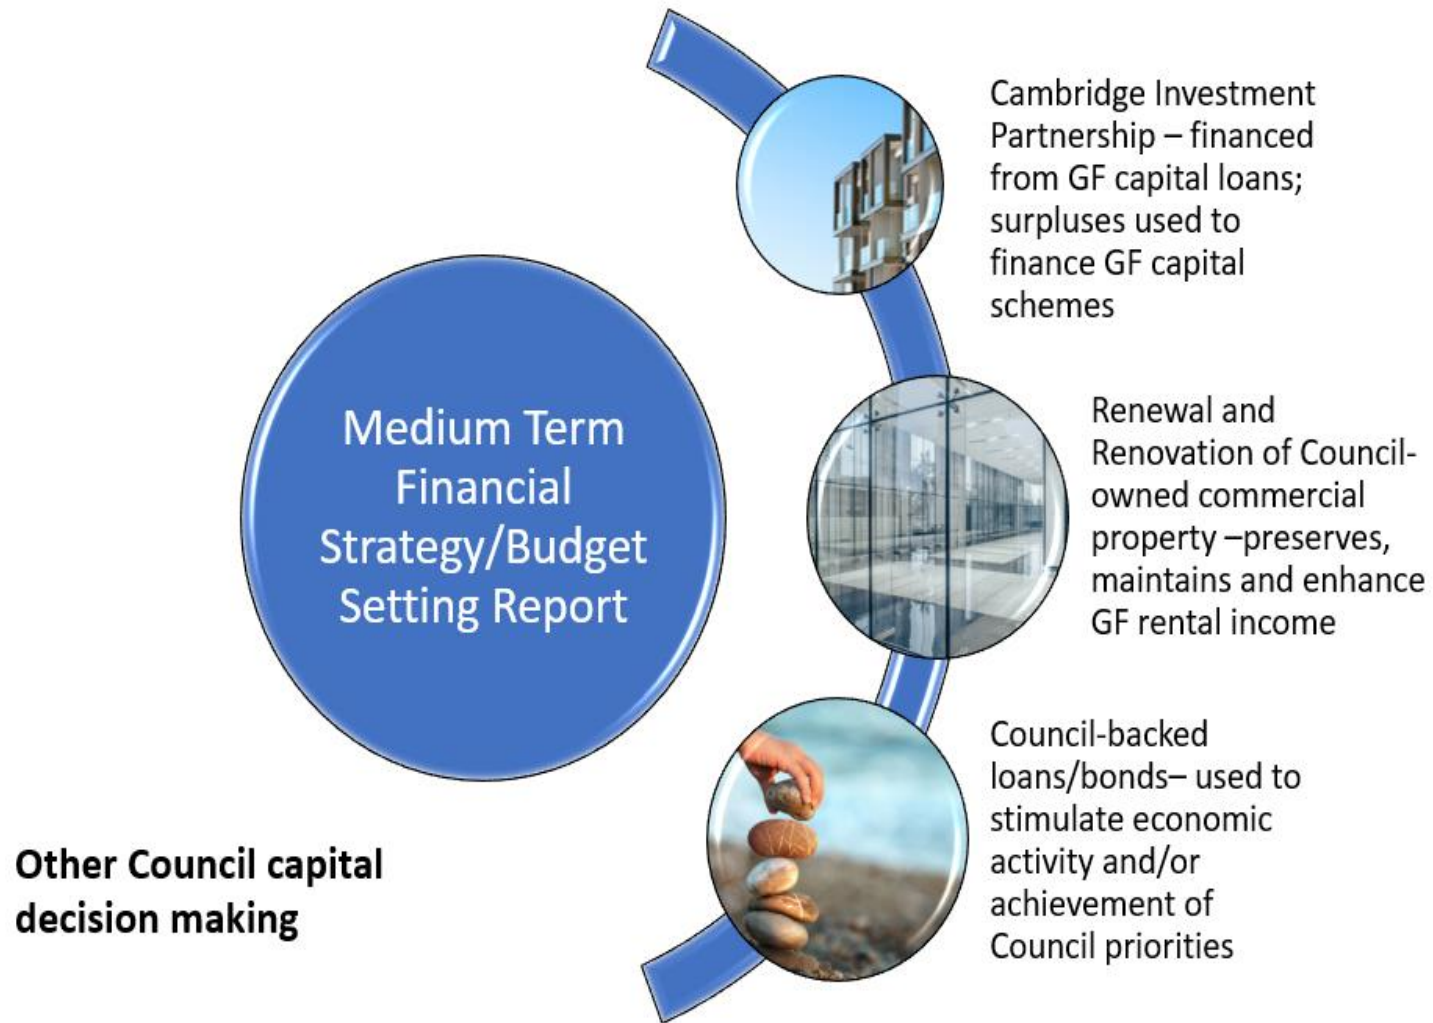 Cambridge Investment
Partnership – financed
from GF capital loans;
surpluses used to
finance GF capital
schemes
Medium Term
Financial
Strategy/Budget
Setting Report
Renewal and
Renovation of Council-
owned commercial
property –preserves,
maintains and enhance
GF rental income
Council-backed
loans/bonds– used to
stimulate economic
activity and/or
achievement of
Council priorities
Other Council capital
decision making